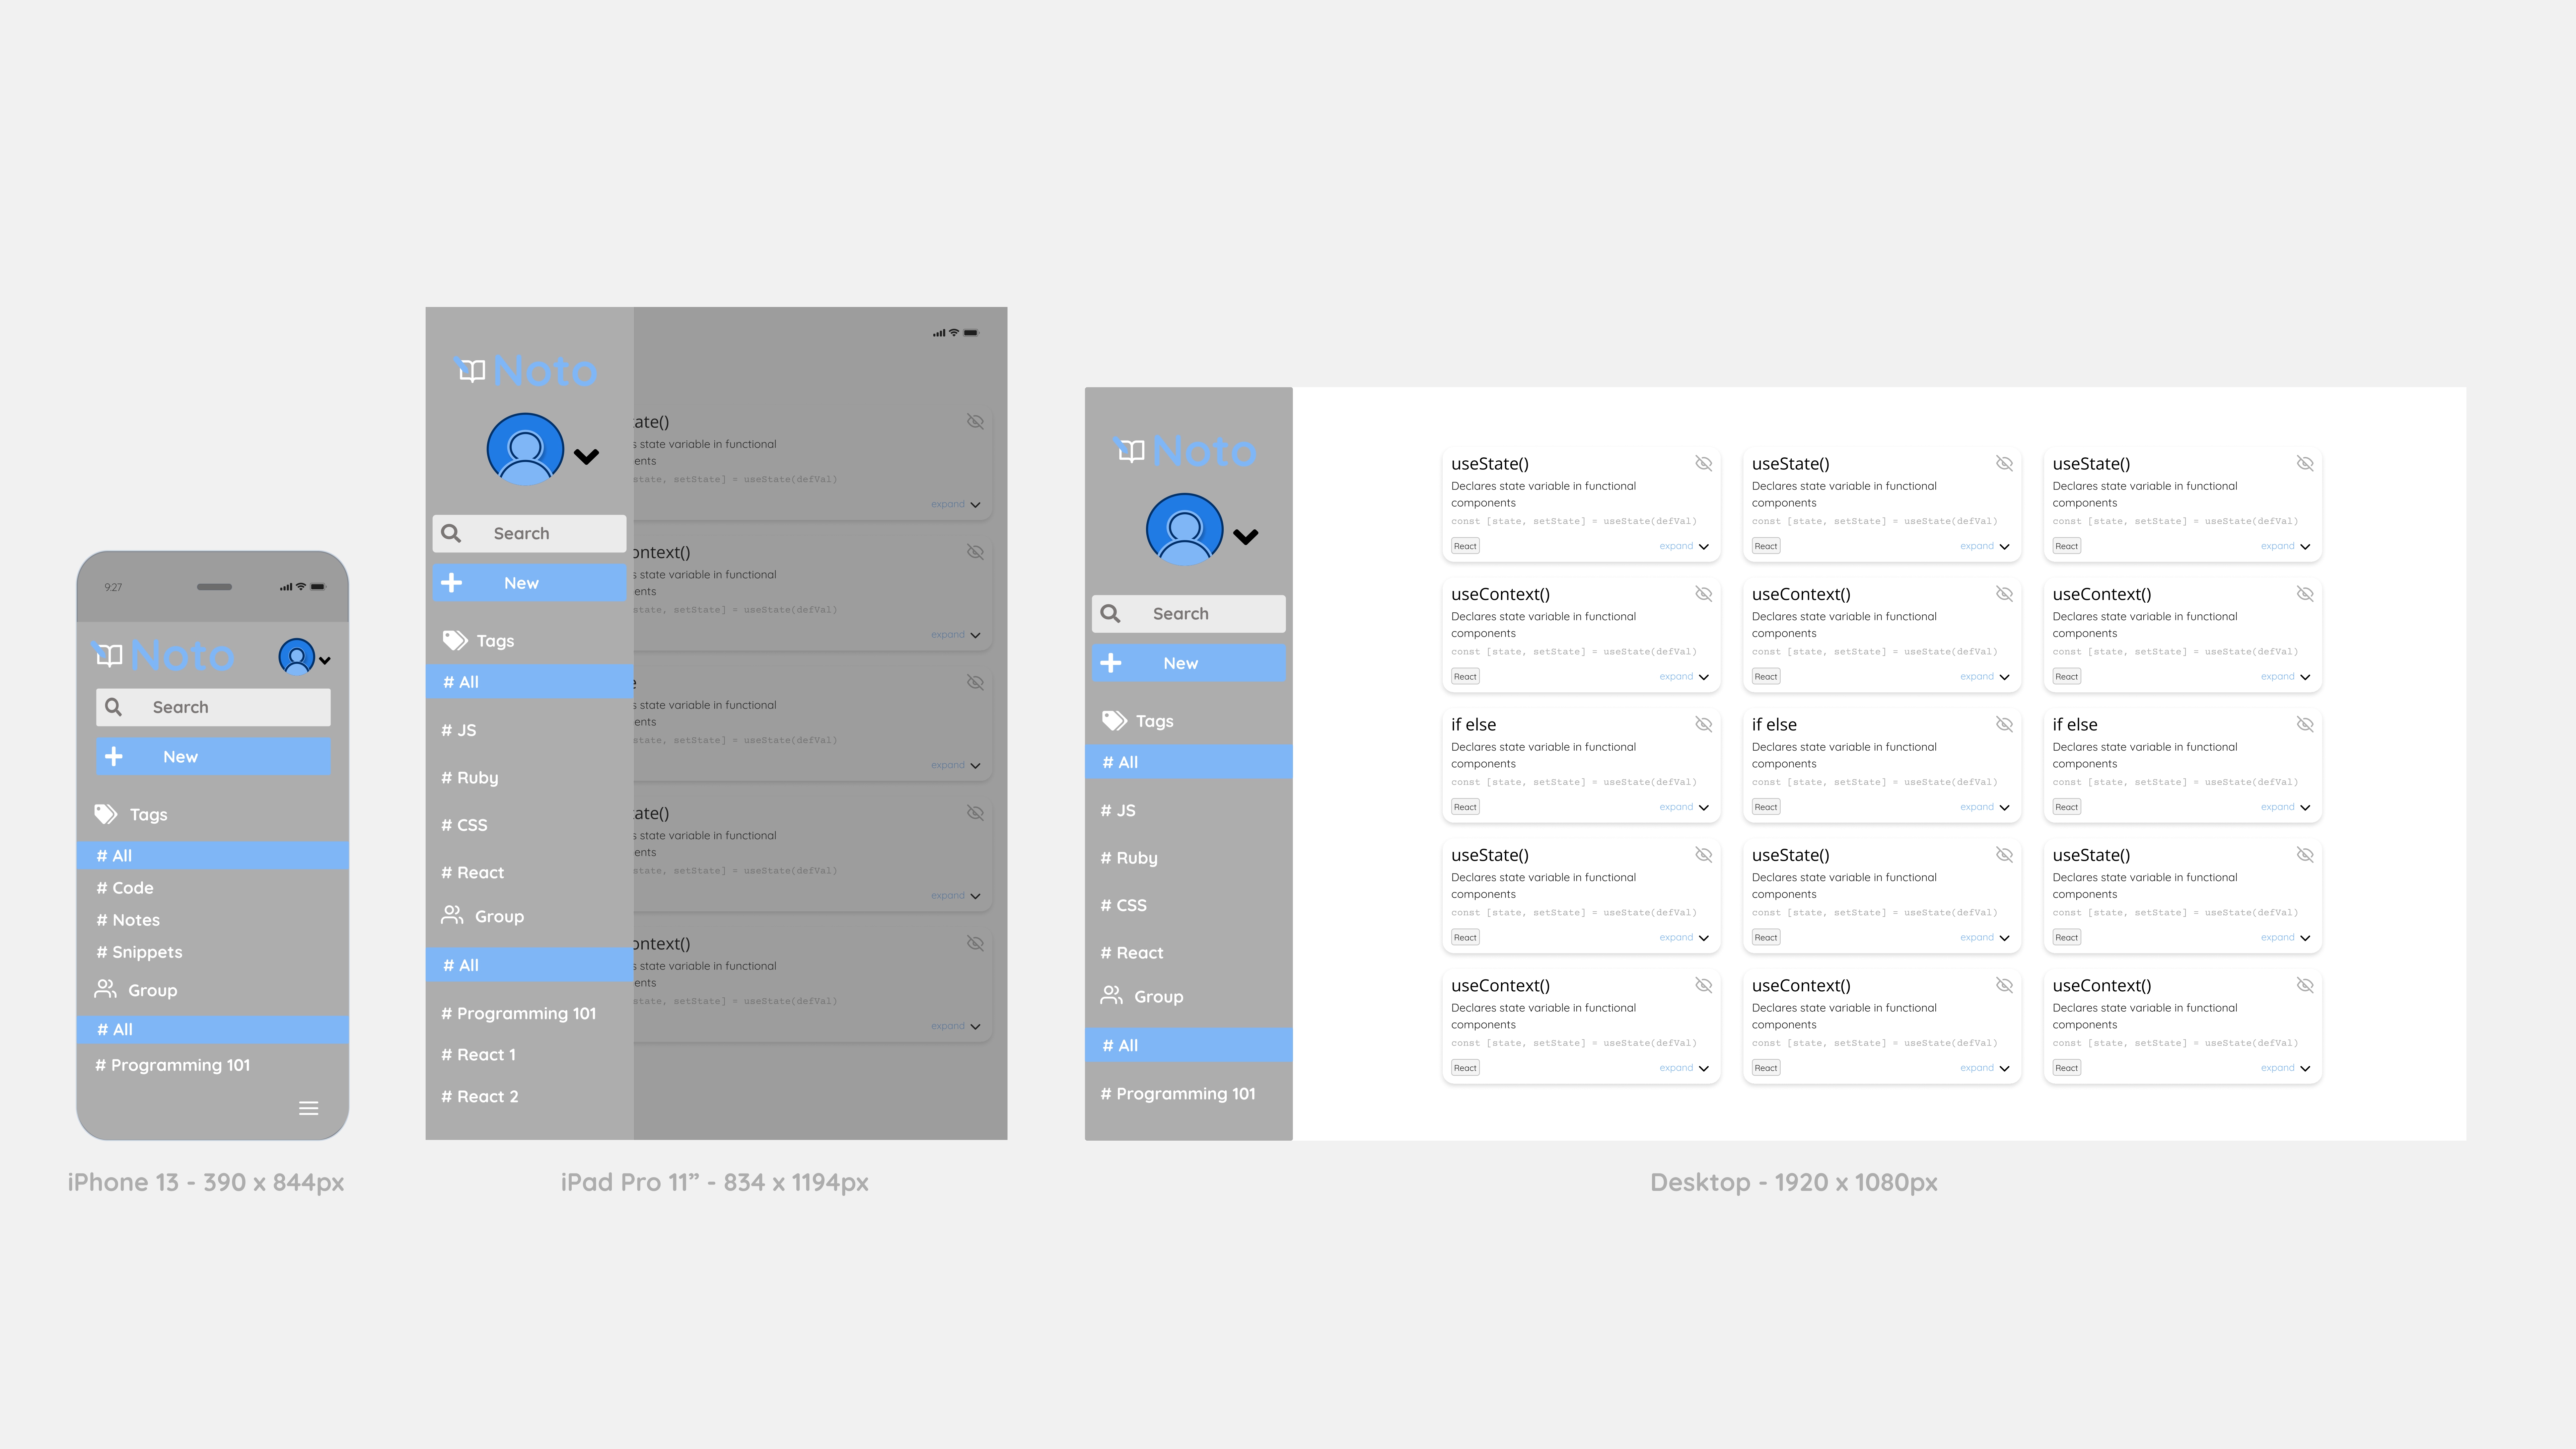 9:27
Noto
Search
New
Tags
# All
# Code
# Notes
# Snippets
Group
# All
# Programming 101
iPhone 13 - 390 x 844px
Noto
Search
New
Tags
# All
# JS
# Ruby
# CSS
# React
Group
# All
# Programming 101
# React 1
# React 2
ate()
s state variable in functional
ents
state, setState] = useState(defVal)
expand
ontext()
s state variable in functional
ents
state, setState] = useState(defVal)
expand
e
s state variable in functional
ents
state, setState] = useState(defVal)
expand
ate()
s state variable in functional
ents
state, setState] = useState(defVal)
expand
ontext()
s state variable in functional
ents
state, setState] = useState(defVal)
expand
iPad Pro 11” - 834 x 1194px
Noto
Search
New
Tags
# All
# JS
# Ruby
# CSS
# React
Group
# All
# Programming 101
useState()
Declares state variable in functional
components
const [state, setState] = useState(defVal)
React expand
useState()
Declares state variable in functional
components
const [state, setState] = useState(defVal)
React expand
useState()
Declares state variable in functional
components
const [state, setState] = useState(defVal)
React expand
useContext()
Declares state variable in functional
components
const [state, setState] = useState(defVal)
React expand
useContext()
Declares state variable in functional
components
const [state, setState] = useState(defVal)
React expand
useContext()
Declares state variable in functional
components
const [state, setState] = useState(defVal)
React expand
if else
Declares state variable in functional
components
const [state, setState] = useState(defVal)
React expand
if else
Declares state variable in functional
components
const [state, setState] = useState(defVal)
React expand
if else
Declares state variable in functional
components
const [state, setState] = useState(defVal)
React expand
useState()
Declares state variable in functional
components
const [state, setState] = useState(defVal)
React expand
useState()
Declares state variable in functional
components
const [state, setState] = useState(defVal)
React expand
useState()
Declares state variable in functional
components
const [state, setState] = useState(defVal)
React expand
useContext()
Declares state variable in functional
components
const [state, setState] = useState(defVal)
React expand
useContext()
Declares state variable in functional
components
const [state, setState] = useState(defVal)
React expand
useContext()
Declares state variable in functional
components
const [state, setState] = useState(defVal)
React expand
Desktop - 1920 x 1080px